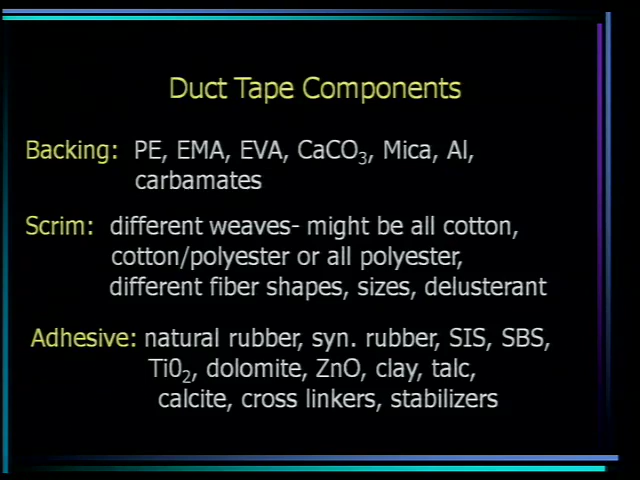 Duct Tape Components
Backing: PE, EMA, EVA, CaCO₃, Mica, Al,
carbamates
Scrim: different weaves- might be all cotton,
cotton/polyester or all polyester,
different fiber shapes, sizes, delusterant
Adhesive: natural rubber, syn. rubber, SIS, SBS,
Ti0₂, dolomite, ZnO, clay, talc,
calcite, cross linkers, stabilizers